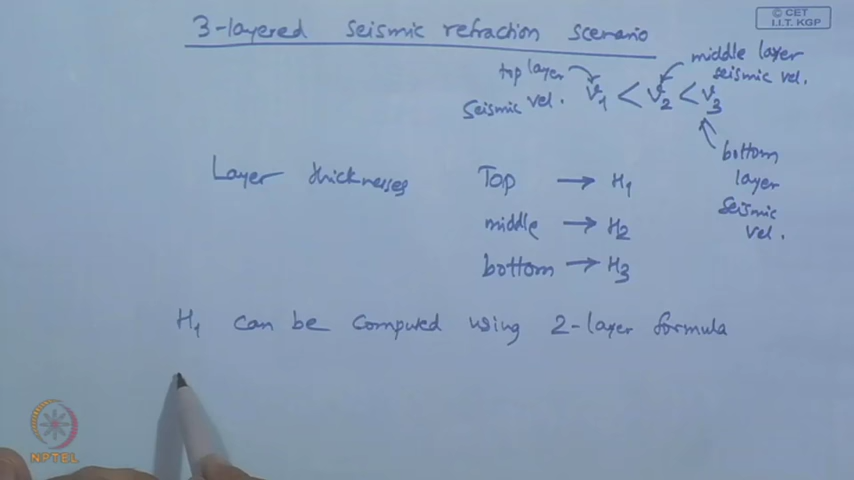 © CET
I.I.T. KGP
3-layered seismic refraction scenario
top layer
Seismic vel.
v1 < v2 < v3
middle layer
seismic vel.
bottom
layer
Seismic
vel.
Layer thicknesses
Top → H1
middle → H2
bottom → H3
H1 can be computed using 2-layer formula
NPTEL